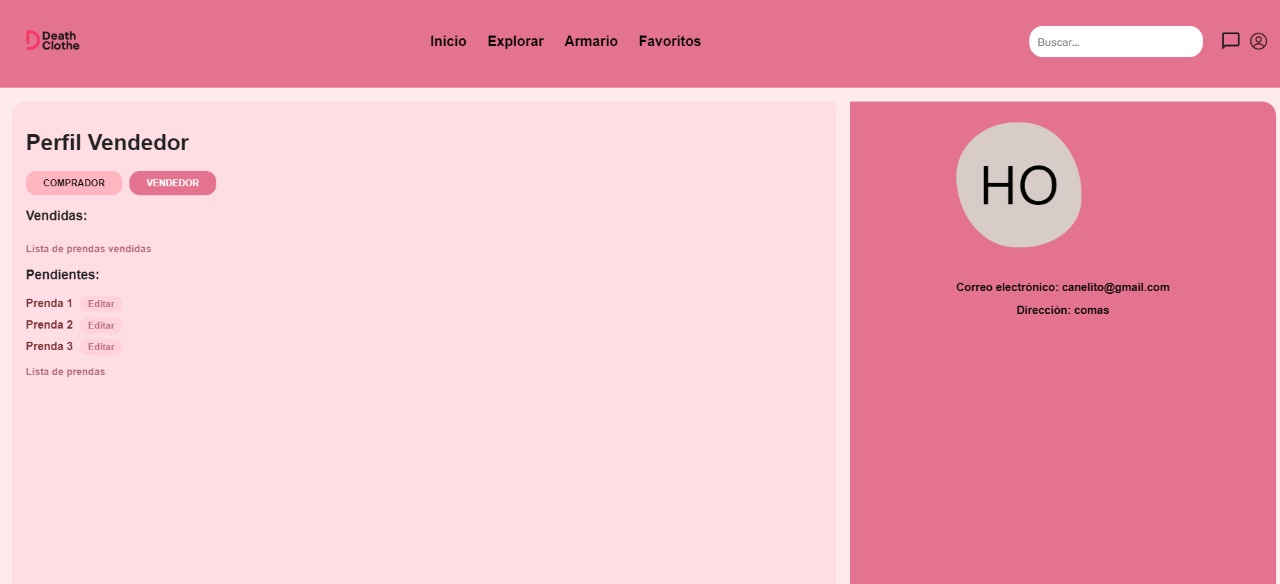 Death
Clothe
Inicio Explorar Armario Favoritos
Buscar...
Perfil Vendedor
COMPRADOR VENDEDOR
Vendidas:
Lista de prendas vendidas
Pendientes:
Prenda 1 Editar
Prenda 2 Editar
Prenda 3 Editar
Lista de prendas
HO
Correo electrónico: canelito@gmail.com
Dirección: comas